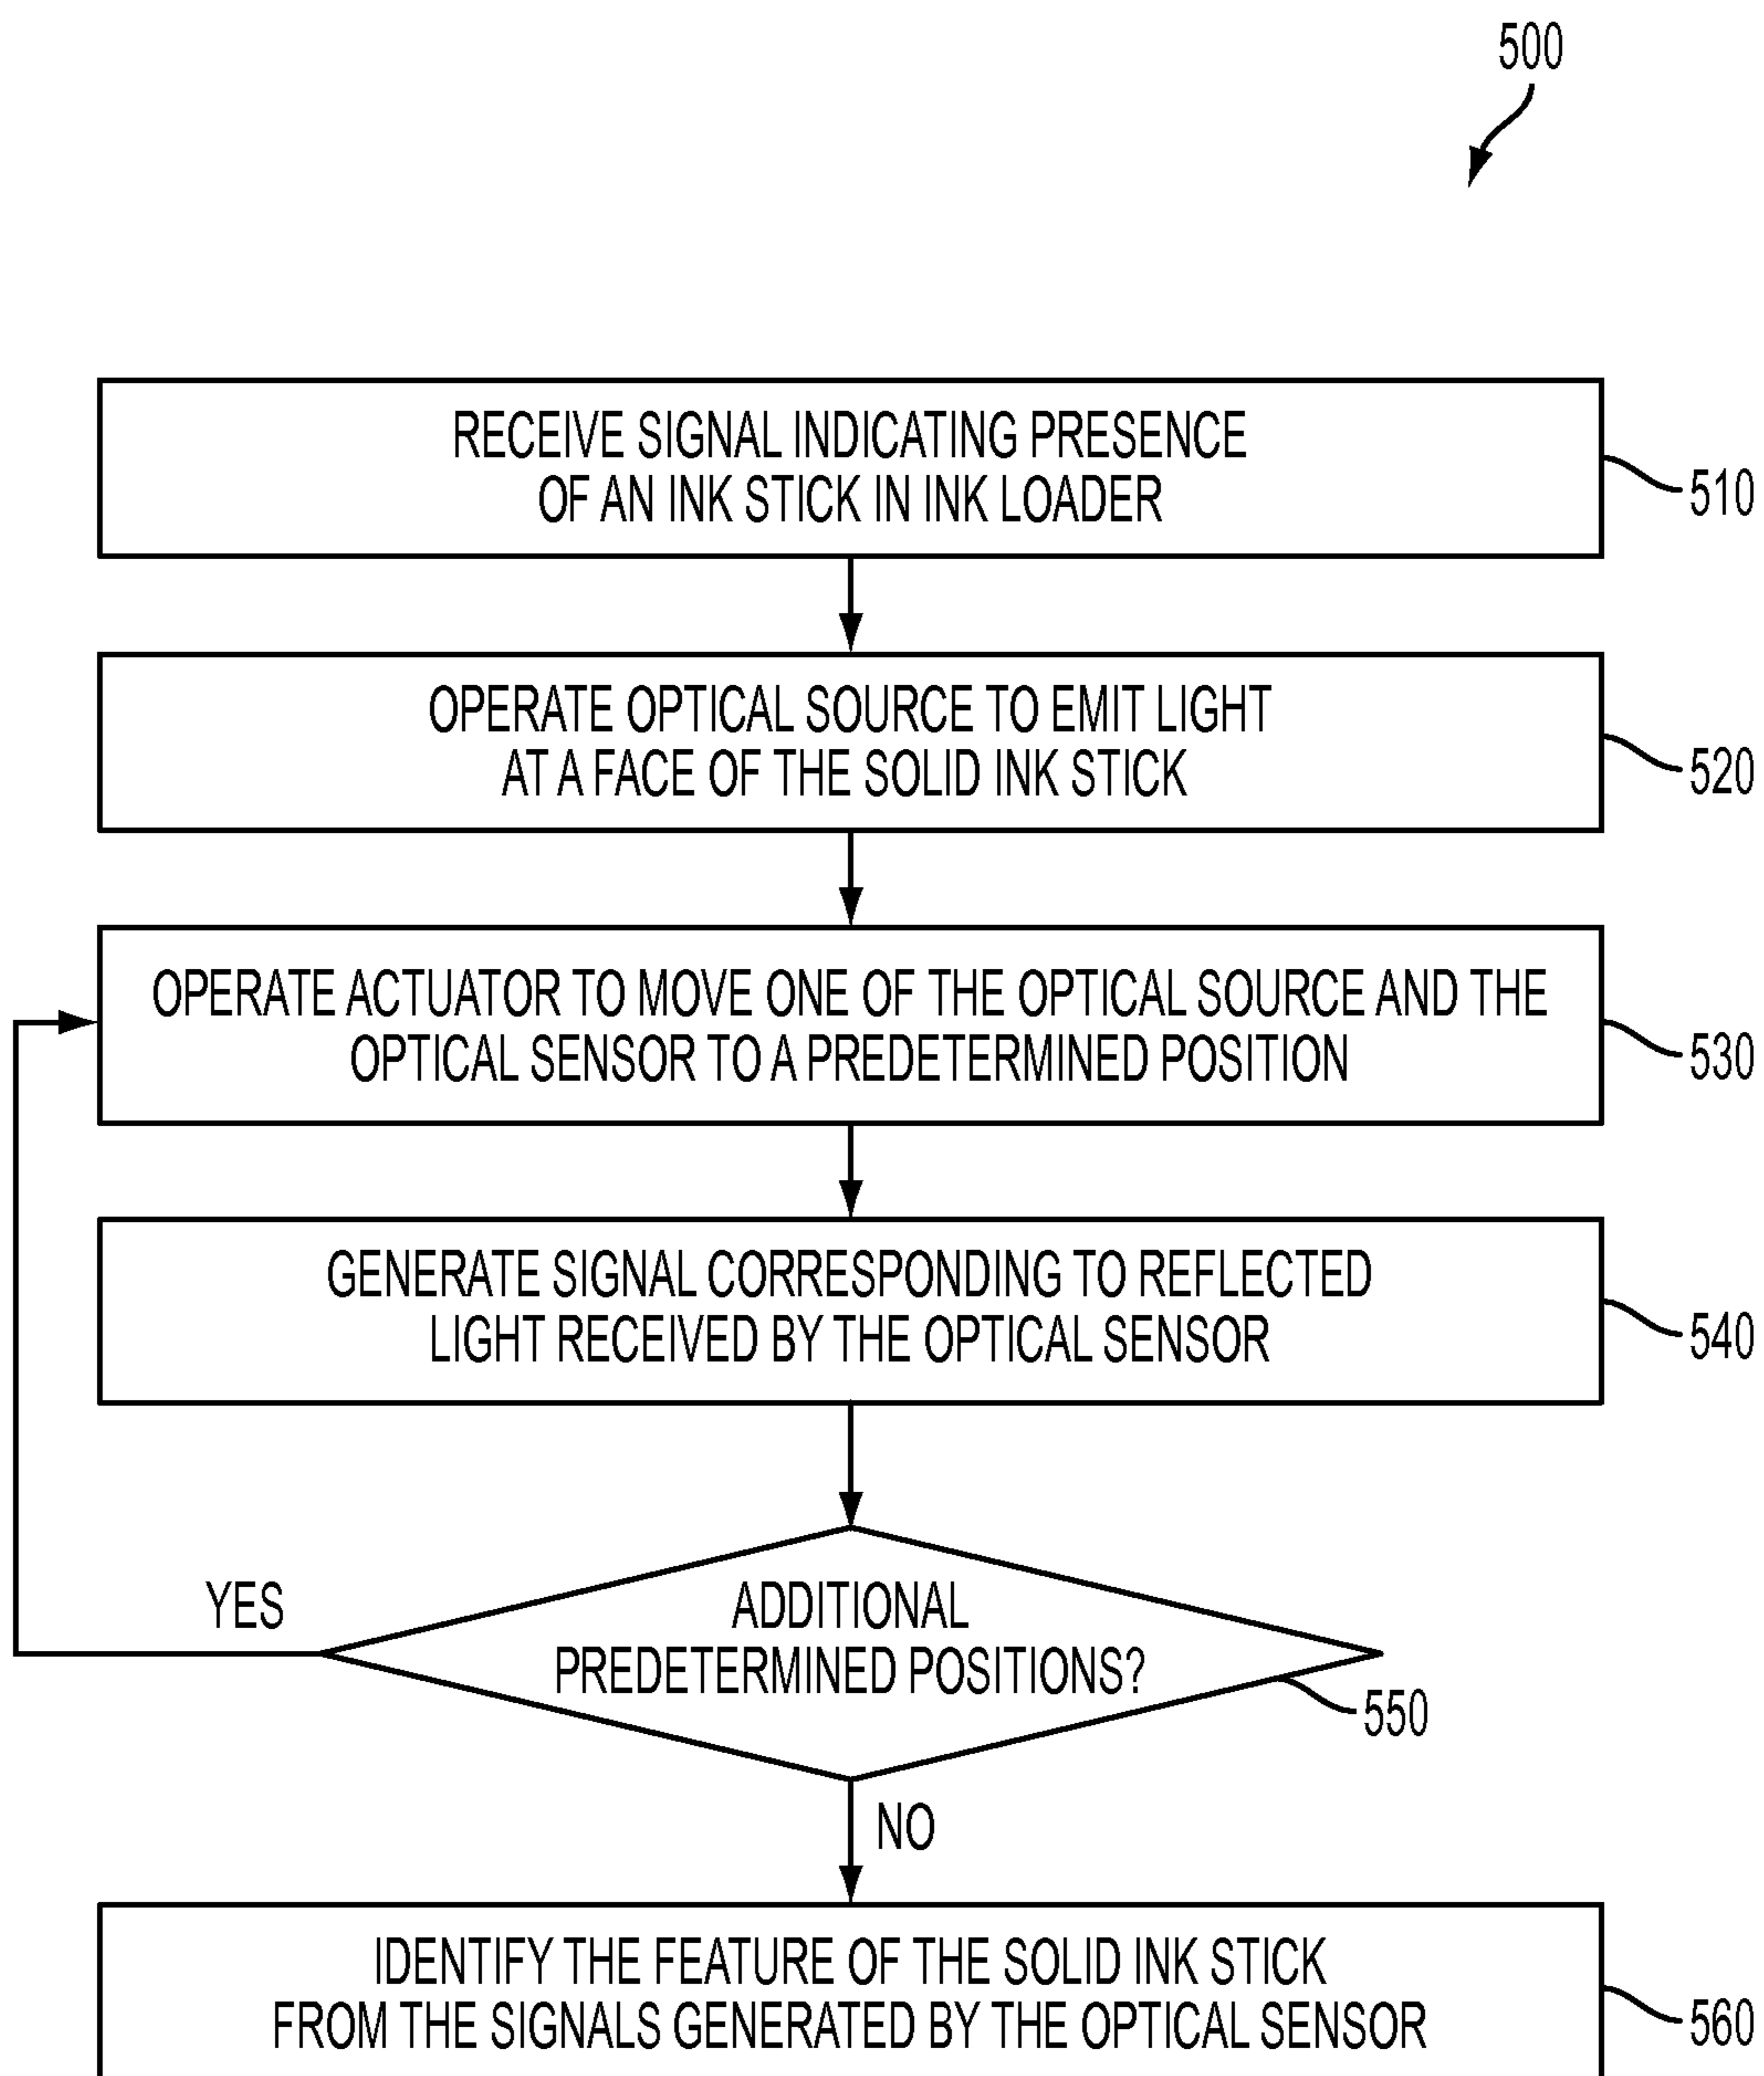 500
RECEIVE SIGNAL INDICATING PRESENCE
OF AN INK STICK IN INK LOADER
510
OPERATE OPTICAL SOURCE TO EMIT LIGHT
AT A FACE OF THE SOLID INK STICK
520
OPERATE ACTUATOR TO MOVE ONE OF THE OPTICAL SOURCE AND THE
OPTICAL SENSOR TO A PREDETERMINED POSITION
530
GENERATE SIGNAL CORRESPONDING TO REFLECTED
LIGHT RECEIVED BY THE OPTICAL SENSOR
540
YES
ADDITIONAL
PREDETERMINED POSITIONS?
550
NO
IDENTIFY THE FEATURE OF THE SOLID INK STICK
FROM THE SIGNALS GENERATED BY THE OPTICAL SENSOR
560